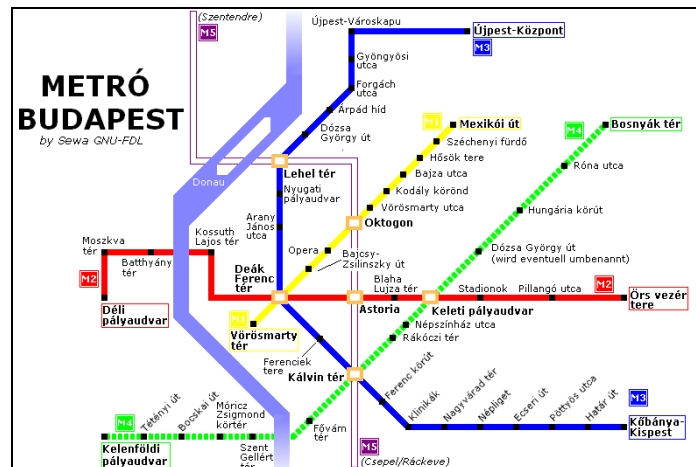 (Szentendre)
M5
Újpest-Városkapu
Újpest-Központ
M3
Gyöngyösi
utca
METRÓ
BUDAPEST
by Sewa GNU-FDL
Forgách
utca
Árpád híd
Dózsa
György út
M1
Mexikói út
M4
Bosnyák tér
Széchenyi fürdő
Hősök tere
Bajza utca
Kodály körönd
Vörösmarty utca
Róna utca
Lehel tér
Donau
Nyugati
pályaudvar
Hungária körút
Oktogon
Arany
János
utca
Kossuth
Lajos tér
Moszkva
tér
Batthyány
tér
Opera
Bajcsy-
Zsilinszky út
Dózsa György út
(wird eventuell umbenannt)
Deák
Ferenc
tér
M2
Déli
pályaudvar
Blaha
Lujza tér
Astoria
Keleti pályaudvar
Stadionok
Pillangó utca
M2
Örs vezér
tere
M1
Vörösmarty
tér
Népszínház utca
Rákóczi tér
Ferenciek
tere
Kálvin tér
Ferenc körút
Klinikák
Nagyvárad tér
Népliget
Ecseri út
Pöttyös utca
Határ út
M3
Kőbánya-
Kispest
M4
Kelenföldi
pályaudvar
Tétényi út
Bocskai út
Móricz
Zsigmond
körtér
Szent
Gellért
tér
Fővám
tér
M5
(Csepel/Ráckeve)